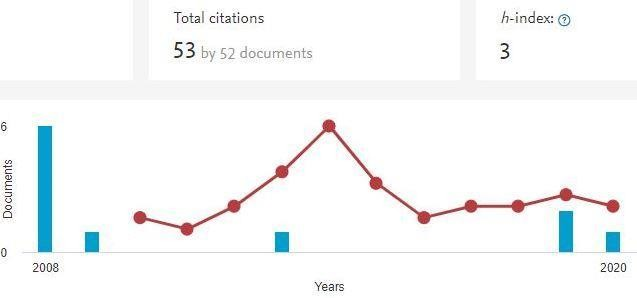 Total citations
h-index:
53 by 52 documents
3
6
Documents
0
2008
2020
Years